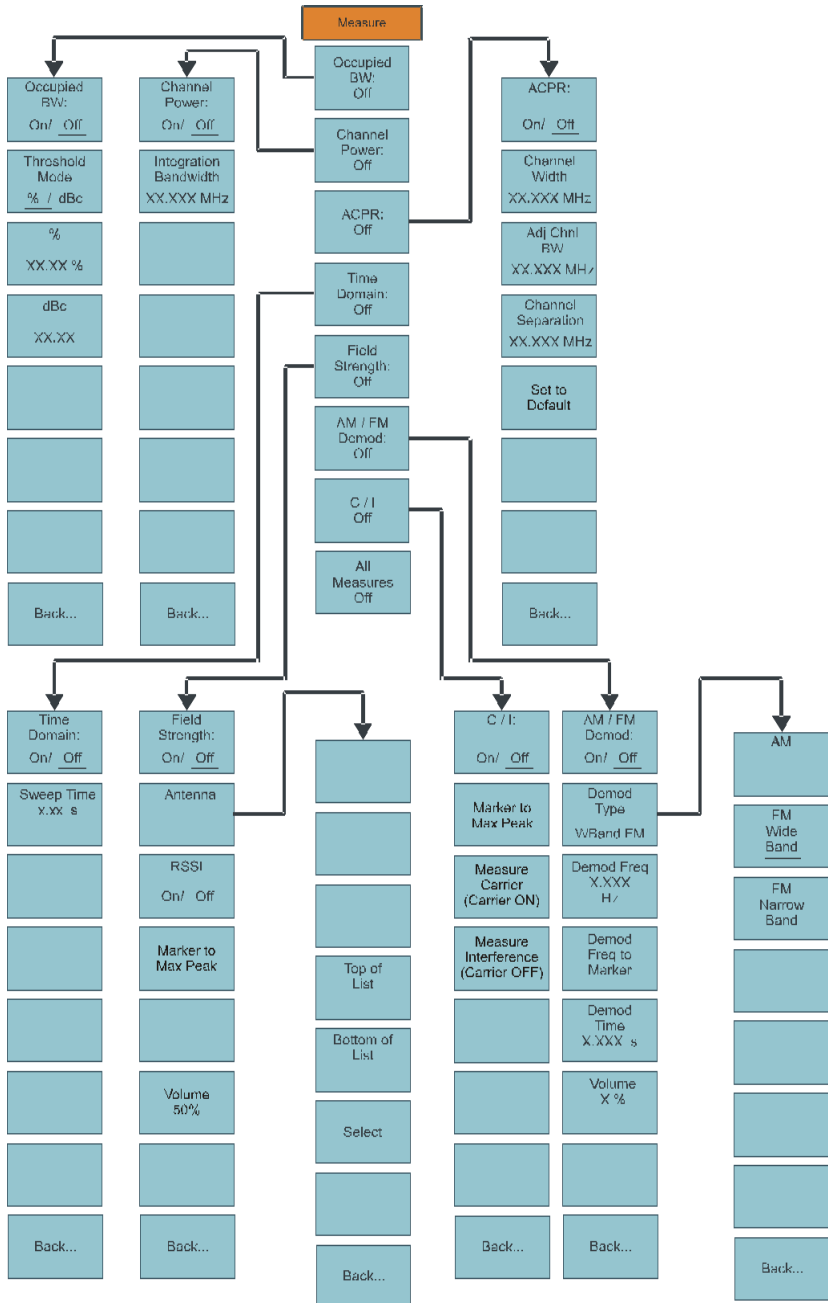 Measure
Occupied
BW:
Off
Channel
Power:
Off
ACPR:
Off
Time
Domain:
Off
Field
Strength:
Off
AM / FM
Demod:
Off
C / I
Off
All
Measures
Off
Occupied
BW:
On/ Off
Threshold
Mode
% / dBc
%
XX.XX %
dBc
XX.XX
Back...
Channel
Power:
On/ Off
Integration
Bandwidth
XX.XXX MHz
Back...
ACPR:
On/ Off
Channel
Width
XX.XXX MHz
Adj Chnl
BW
XX.XXX MHz
Channel
Separation
XX.XXX MHz
Set to
Default
Back...
Time
Domain:
On/ Off
Sweep Time
x.xx s
Back...
Field
Strength:
On/ Off
Antenna
RSSI
On/ Off
Marker to
Max Peak
Volume
50%
Back...
Top of
List
Bottom of
List
Select
Back...
C / I:
On/ Off
Marker to
Max Peak
Measure
Carrier
(Carrier ON)
Measure
Interference
(Carrier OFF)
Back...
AM / FM
Demod:
On/ Off
Demod
Type
WBand FM
Demod Freq
X.XXX
Hz
Demod
Freq to
Marker
Demod
Time
X.XXX s
Volume
X %
Back...
AM
FM
Wide
Band
FM
Narrow
Band
Back...